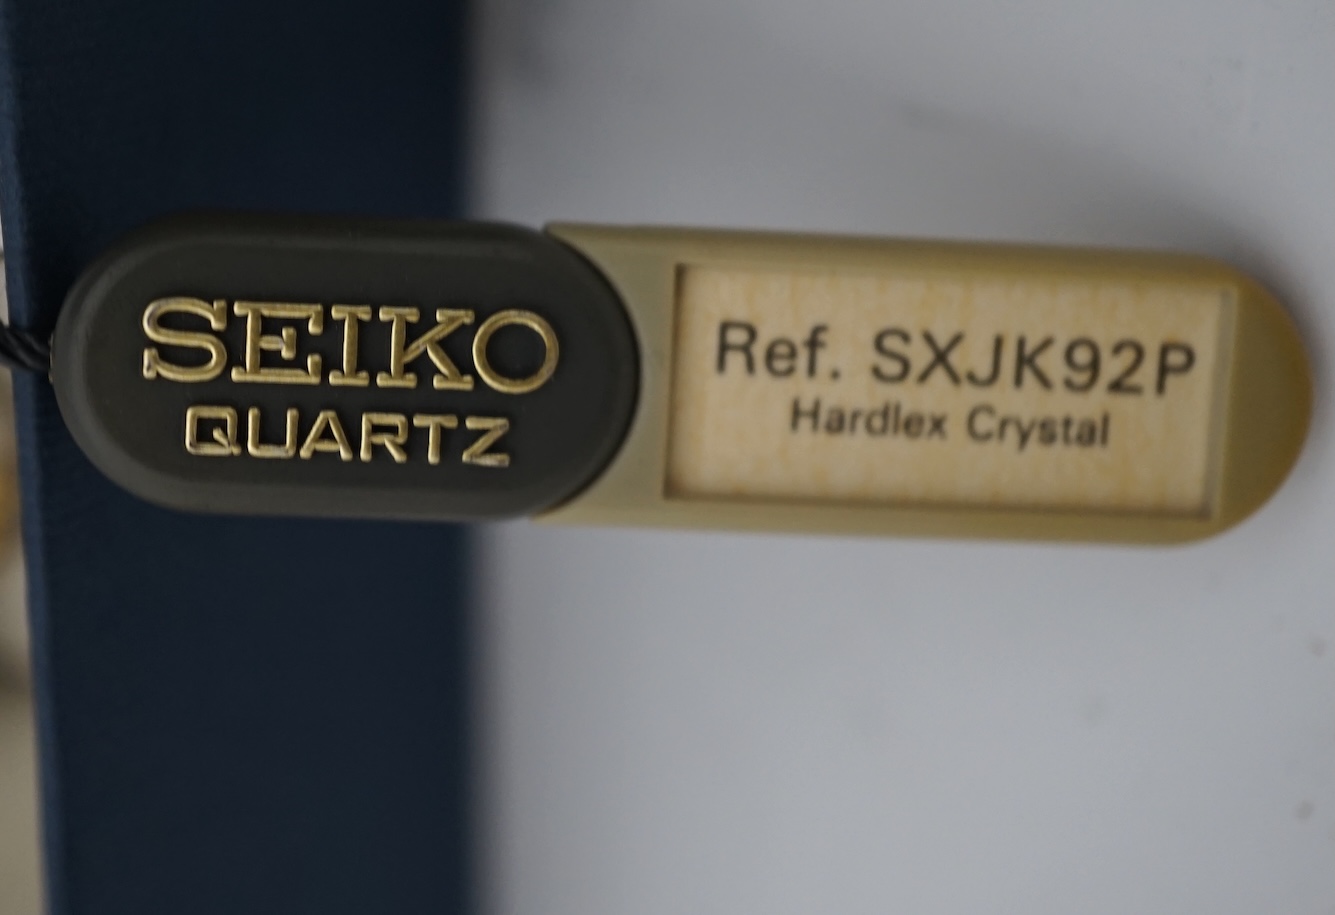 SEIKO
QUARTZ
Ref. SXJK92P
Hardlex Crystal